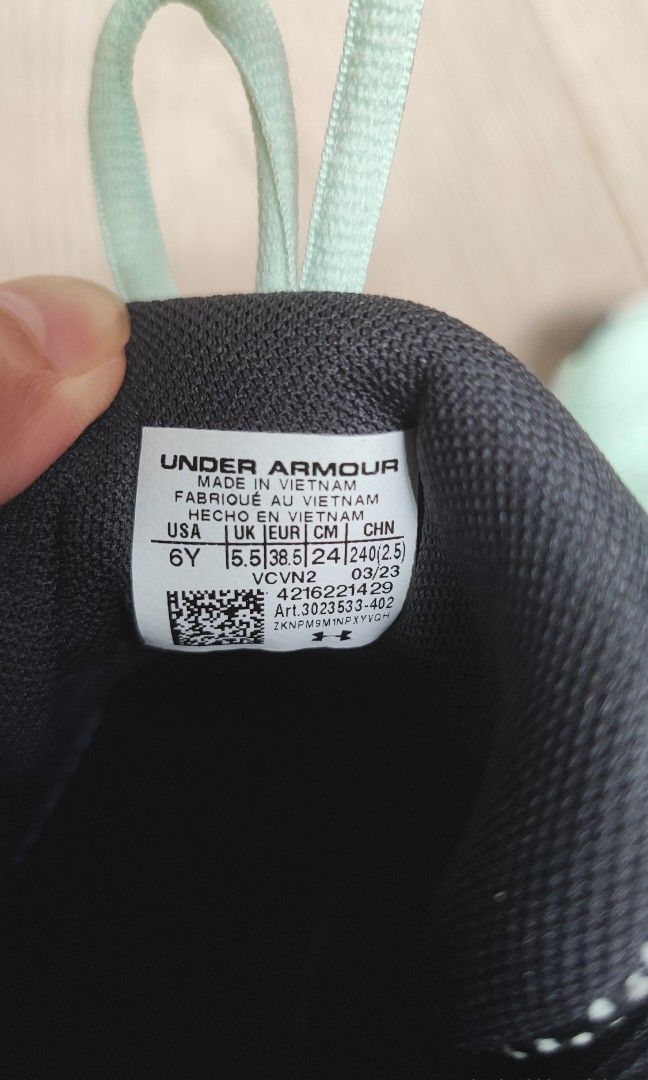 UNDER ARMOUR
MADE IN VIETNAM
FABRIQUÉ AU VIETNAM
HECHO EN VIETNAM
USA UK EUR CM CHN
6Y 5.5 38.5 24 240(2.5)
VCVN2 03/23
4216221429
Art.3023533-402
ZKNPM9M1NPXYVQH